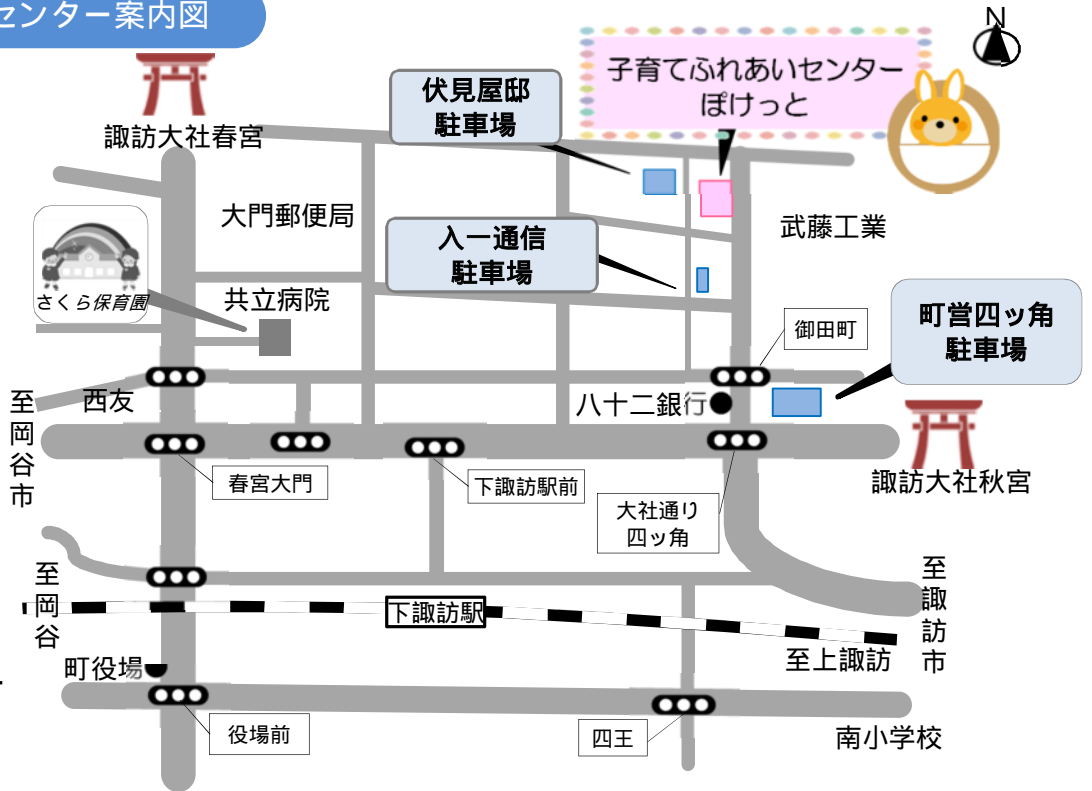 センター案内図
N
子育てふれあいセンター
ぽけっと
伏見屋邸
駐車場
諏訪大社春宮
大門郵便局
武藤工業
入一通信
駐車場
さくら保育園
共立病院
町営四ッ角
駐車場
御田町
西友
八十二銀行
至岡谷市
春宮大門
下諏訪駅前
諏訪大社秋宮
大社通り
四ッ角
至岡谷
至諏訪市
下諏訪駅
至上諏訪
町役場
役場前
四王
南小学校